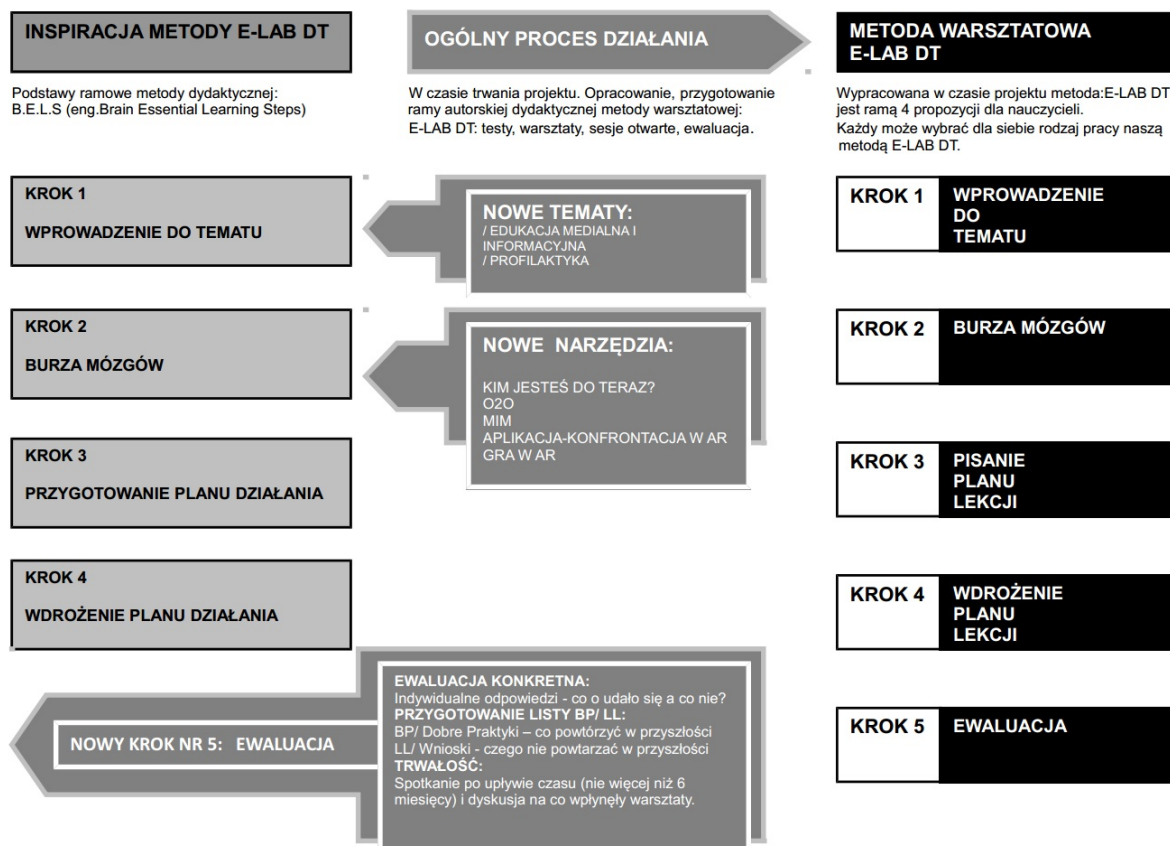 INSPIRACJA METODY E-LAB DT
Podstawy ramowe metody dydaktycznej:
B.E.L.S (eng.Brain Essential Learning Steps)
KROK 1
WPROWADZENIE DO TEMATU
KROK 2
BURZA MÓZGÓW
KROK 3
PRZYGOTOWANIE PLANU DZIAŁANIA
KROK 4
WDROŻENIE PLANU DZIAŁANIA
OGÓLNY PROCES DZIAŁANIA
W czasie trwania projektu. Opracowanie, przygotowanie
ramy autorskiej dydaktycznej metody warsztatowej:
E-LAB DT: testy, warsztaty, sesje otwarte, ewaluacja.
NOWE TEMATY:
/ EDUKACJA MEDIALNA I
INFORMACYJNA
/ PROFILAKTYKA
NOWE NARZĘDZIA:
KIM JESTEŚ DO TERAZ?
O2O
MIM
APLIKACJA-KONFRONTACJA W AR
GRA W AR
NOWY KROK NR 5: EWALUACJA
EWALUACJA KONKRETNA:
Indywidualne odpowiedzi - co o udało się a co nie?
PRZYGOTOWANIE LISTY BP/ LL:
BP/ Dobre Praktyki – co powtórzyć w przyszłości
LL/ Wnioski - czego nie powtarzać w przyszłości
TRWAŁOŚĆ:
Spotkanie po upływie czasu (nie więcej niż 6
miesięcy) i dyskusja na co wpłynęły warsztaty.
METODA WARSZTATOWA
E-LAB DT
Wypracowana w czasie projektu metoda:E-LAB DT
jest ramą 4 propozycji dla nauczycieli.
Każdy może wybrać dla siebie rodzaj pracy naszą
metodą E-LAB DT.
KROK 1
WPROWADZENIE
DO
TEMATU
KROK 2
BURZA MÓZGÓW
KROK 3
PISANIE
PLANU
LEKCJI
KROK 4
WDROŻENIE
PLANU
LEKCJI
KROK 5
EWALUACJA